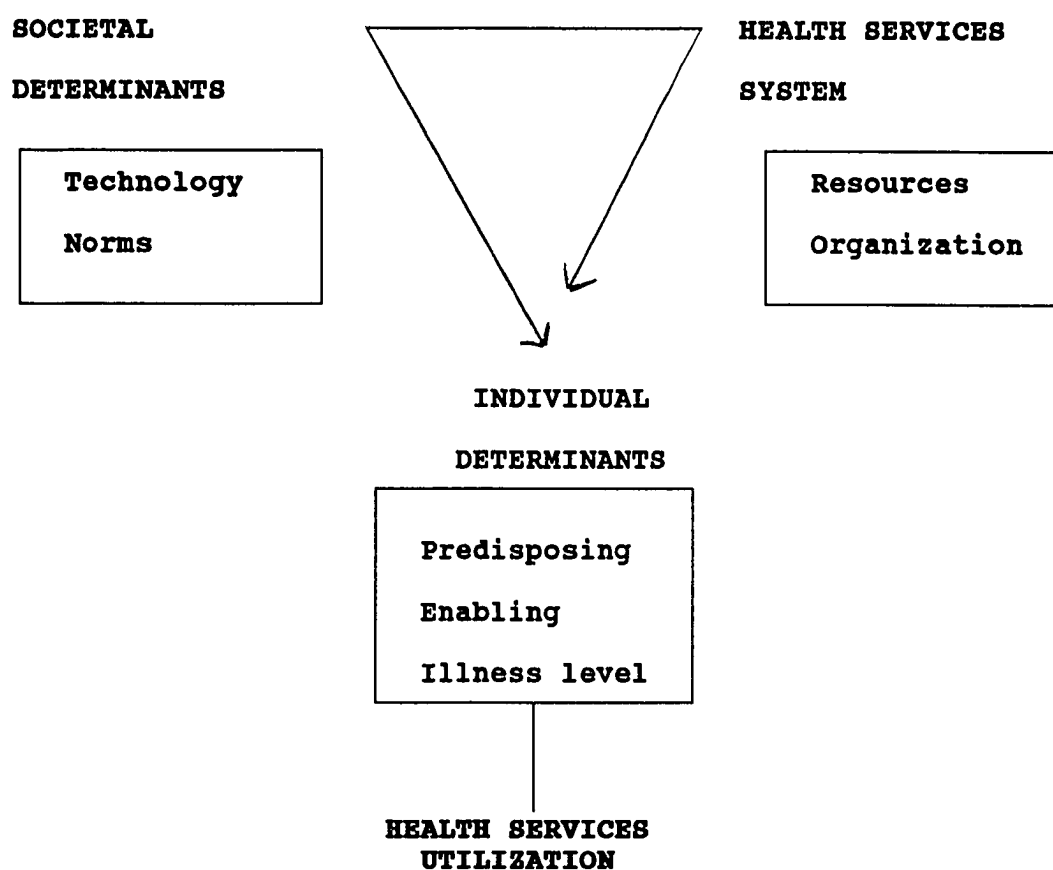 SOCIETAL
DETERMINANTS
Technology
Norms
HEALTH SERVICES
SYSTEM
Resources
Organization
INDIVIDUAL
DETERMINANTS
Predisposing
Enabling
Illness level
HEALTH SERVICES
UTILIZATION